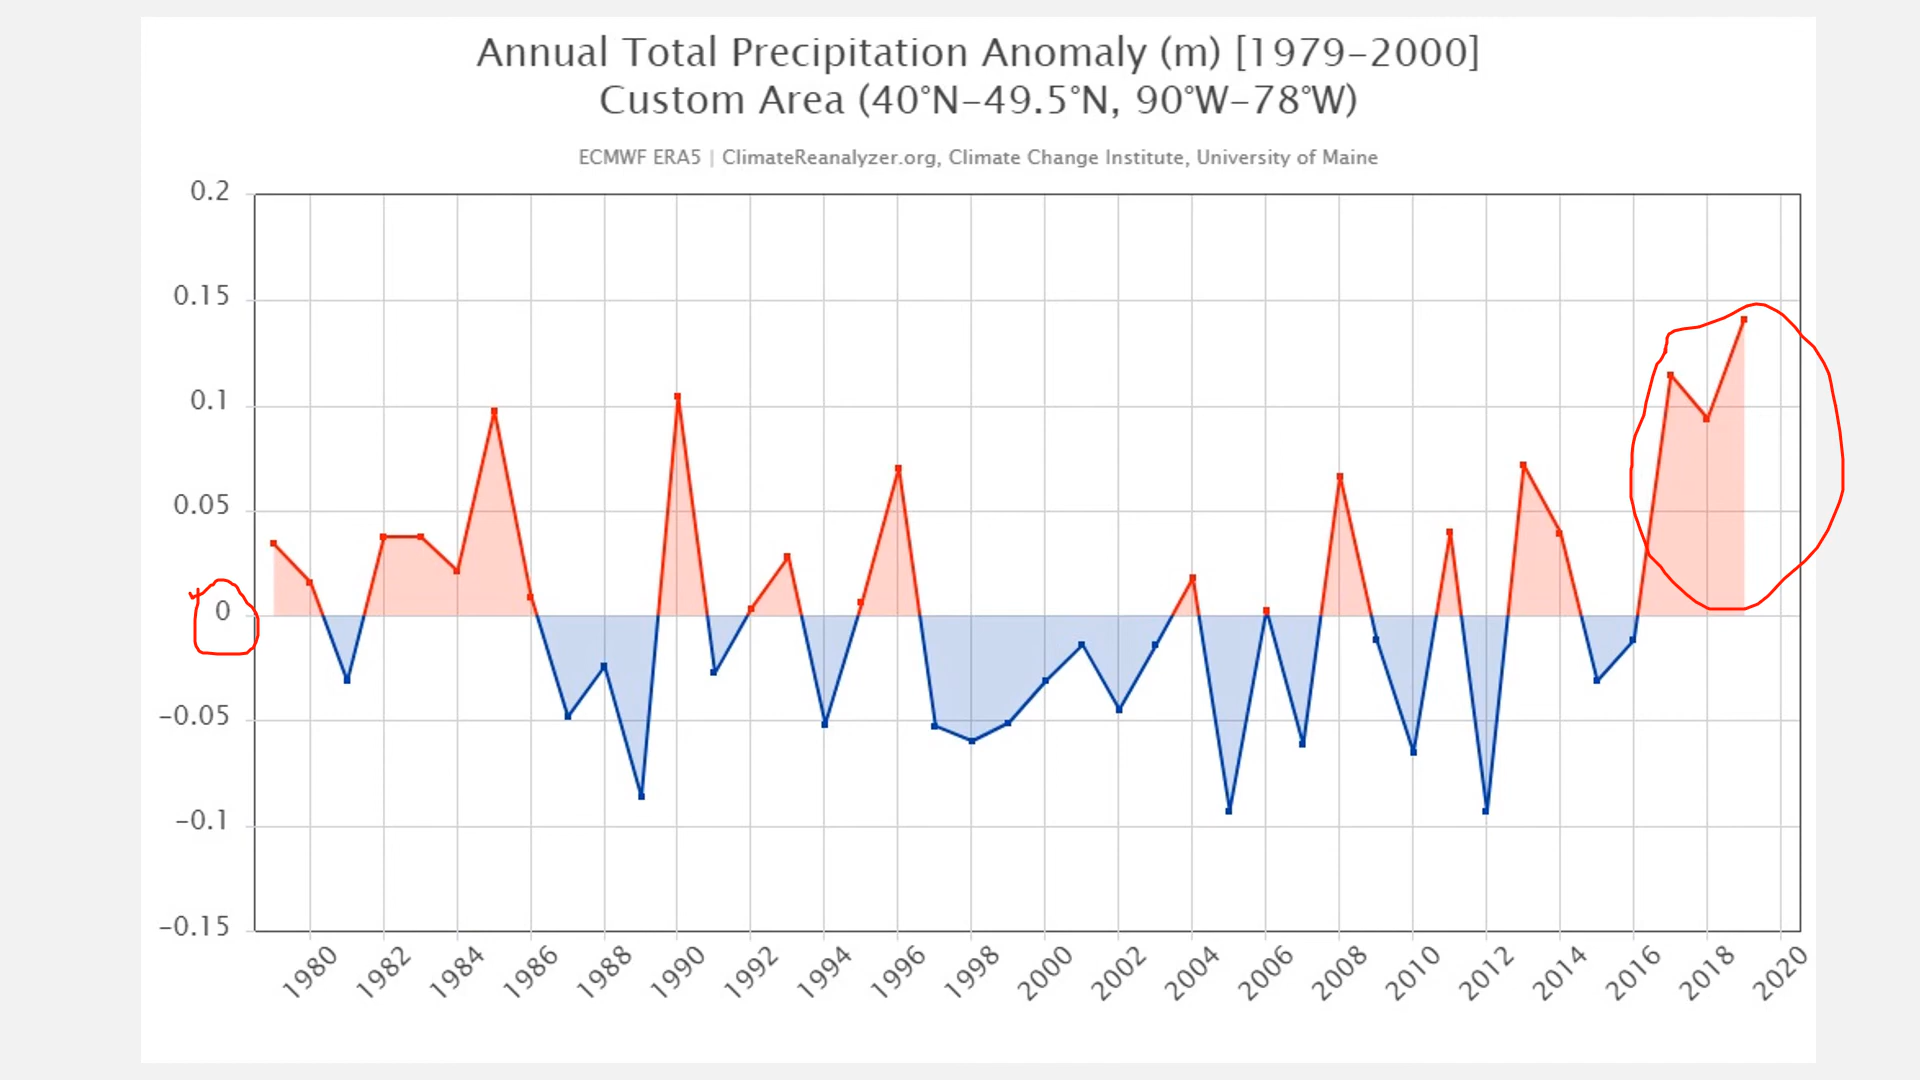 Annual Total Precipitation Anomaly (m) [1979–2000]
Custom Area (40°N–49.5°N, 90°W–78°W)
ECMWF ERA5 | ClimateReanalyzer.org, Climate Change Institute, University of Maine
0.2
0.15
0.1
0.05
0
−0.05
−0.1
−0.15
1980 1982 1984 1986 1988 1990 1992 1994 1996 1998 2000 2002 2004 2006 2008 2010 2012 2014 2016 2018 2020